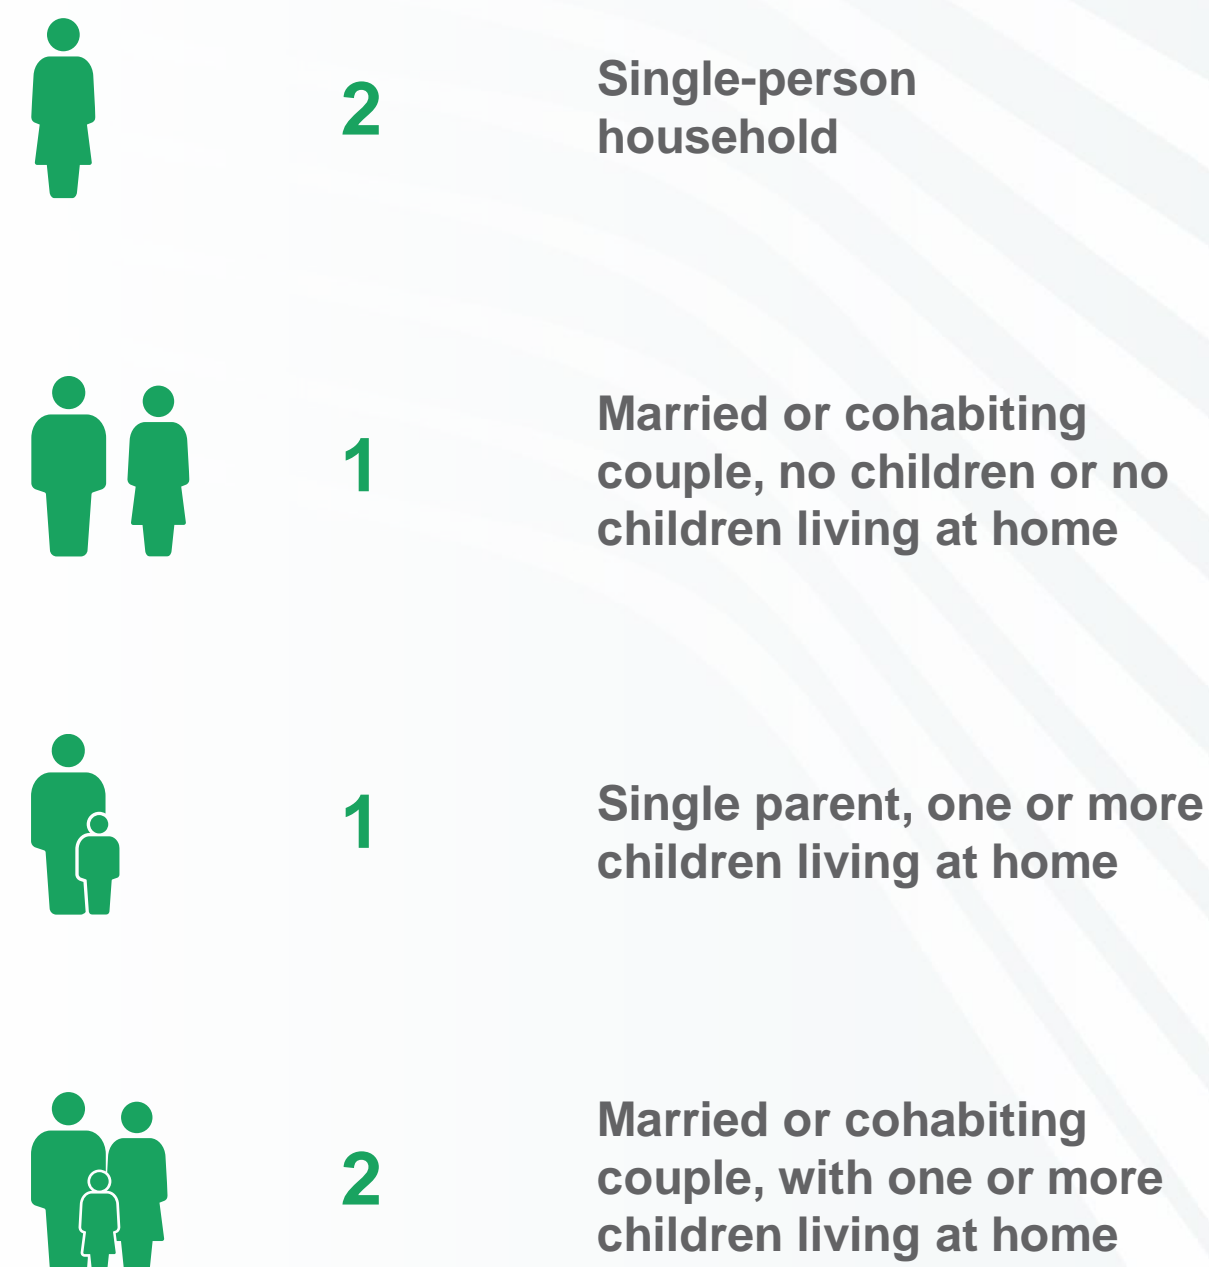 2
Single-person
household
1
Married or cohabiting
couple, no children or no
children living at home
1
Single parent, one or more
children living at home
2
Married or cohabiting
couple, with one or more
children living at home